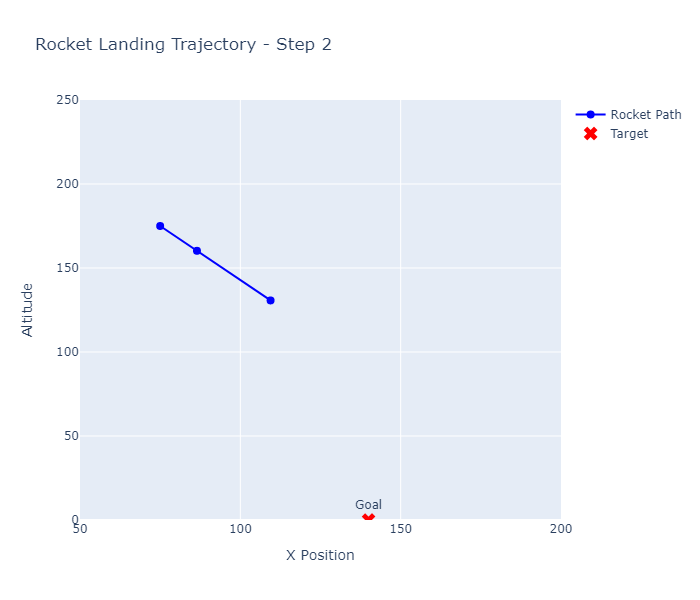 Rocket Landing Trajectory - Step 2
Rocket Path
Target
250
200
150
100
50
0
Altitude
Goal
50
100
150
200
X Position